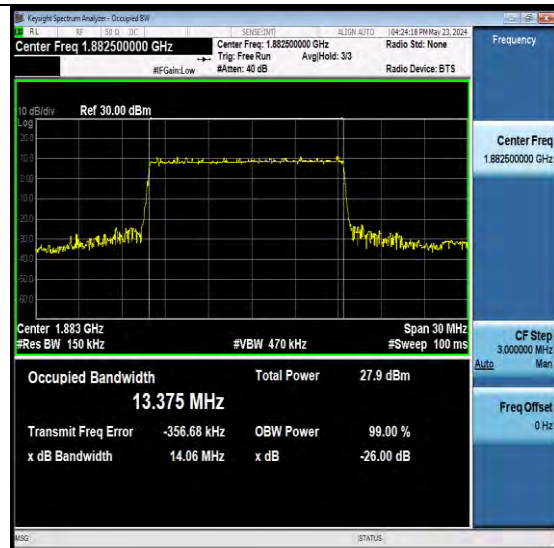 Keysight Spectrum Analyzer - Occupied BW
RL RF 50 Ω DC SENSE:INT ALIGN AUTO 04:24:18 PM May 23, 2024
Center Freq 1.882500000 GHz
Center Freq: 1.882500000 GHz
Radio Std: None
Trig: Free Run Avg|Hold: 3/3
#IFGain:Low
#Atten: 40 dB
Radio Device: BTS
Frequency
10 dB/div Ref 30.00 dBm
Log
20.0
10.0
0.00
-10.0
-20.0
-30.0
-40.0
-50.0
-60.0
Center Freq
1.882500000 GHz
Center 1.883 GHz
Span 30 MHz
#Res BW 150 kHz
#VBW 470 kHz
#Sweep 100 ms
CF Step
3.000000 MHz
Auto Man
Occupied Bandwidth
Total Power 27.9 dBm
13.375 MHz
Transmit Freq Error -356.68 kHz OBW Power 99.00 %
x dB Bandwidth 14.06 MHz x dB -26.00 dB
Freq Offset
0 Hz
MSG
STATUS